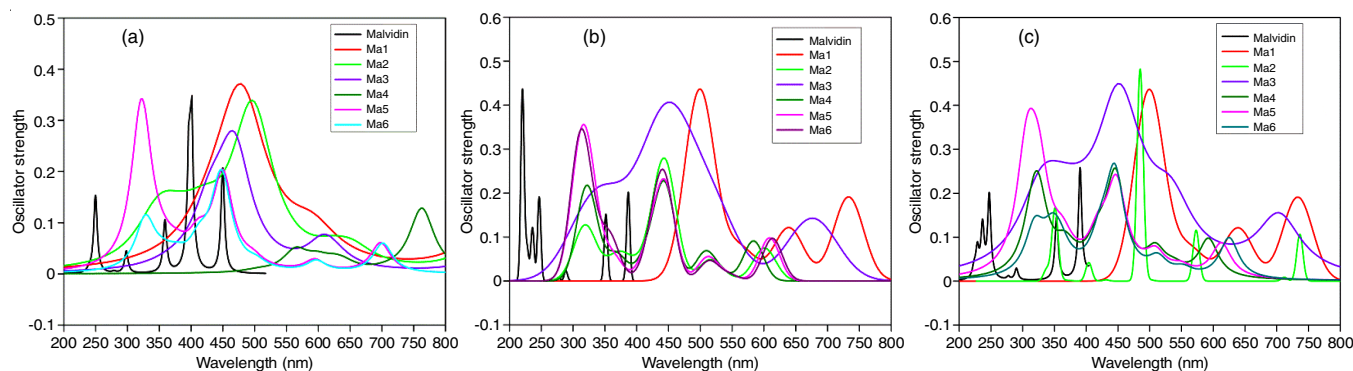 (a)
Oscillator strength
0.5
0.4
0.3
0.2
0.1
0
-0.1
Malvidin
Ma1
Ma2
Ma3
Ma4
Ma5
Ma6
200 250 300 350 400 450 500 550 600 650 700 750 800
Wavelength (nm)
(b)
Oscillator strength
0.6
0.5
0.4
0.3
0.2
0.1
0
-0.1
Malvidin
Ma1
Ma2
Ma3
Ma4
Ma5
Ma6
200 250 300 350 400 450 500 550 600 650 700 750 800
Wavelength (nm)
(c)
Oscillator strength
0.6
0.5
0.4
0.3
0.2
0.1
0
-0.1
Malvidin
Ma1
Ma2
Ma3
Ma4
Ma5
Ma6
200 250 300 350 400 450 500 550 600 650 700 750 800
Wavelength (nm)